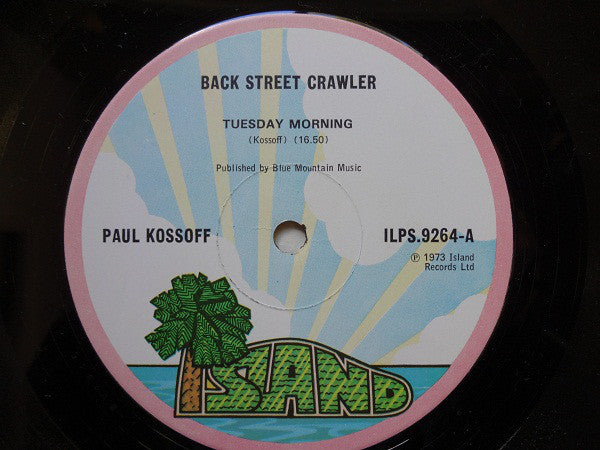 BACK STREET CRAWLER
TUESDAY MORNING
(Kossoff) (16.50)
Published by Blue Mountain Music
PAUL KOSSOFF
ILPS.9264-A
℗ 1973 Island
Records Ltd
ISLAND